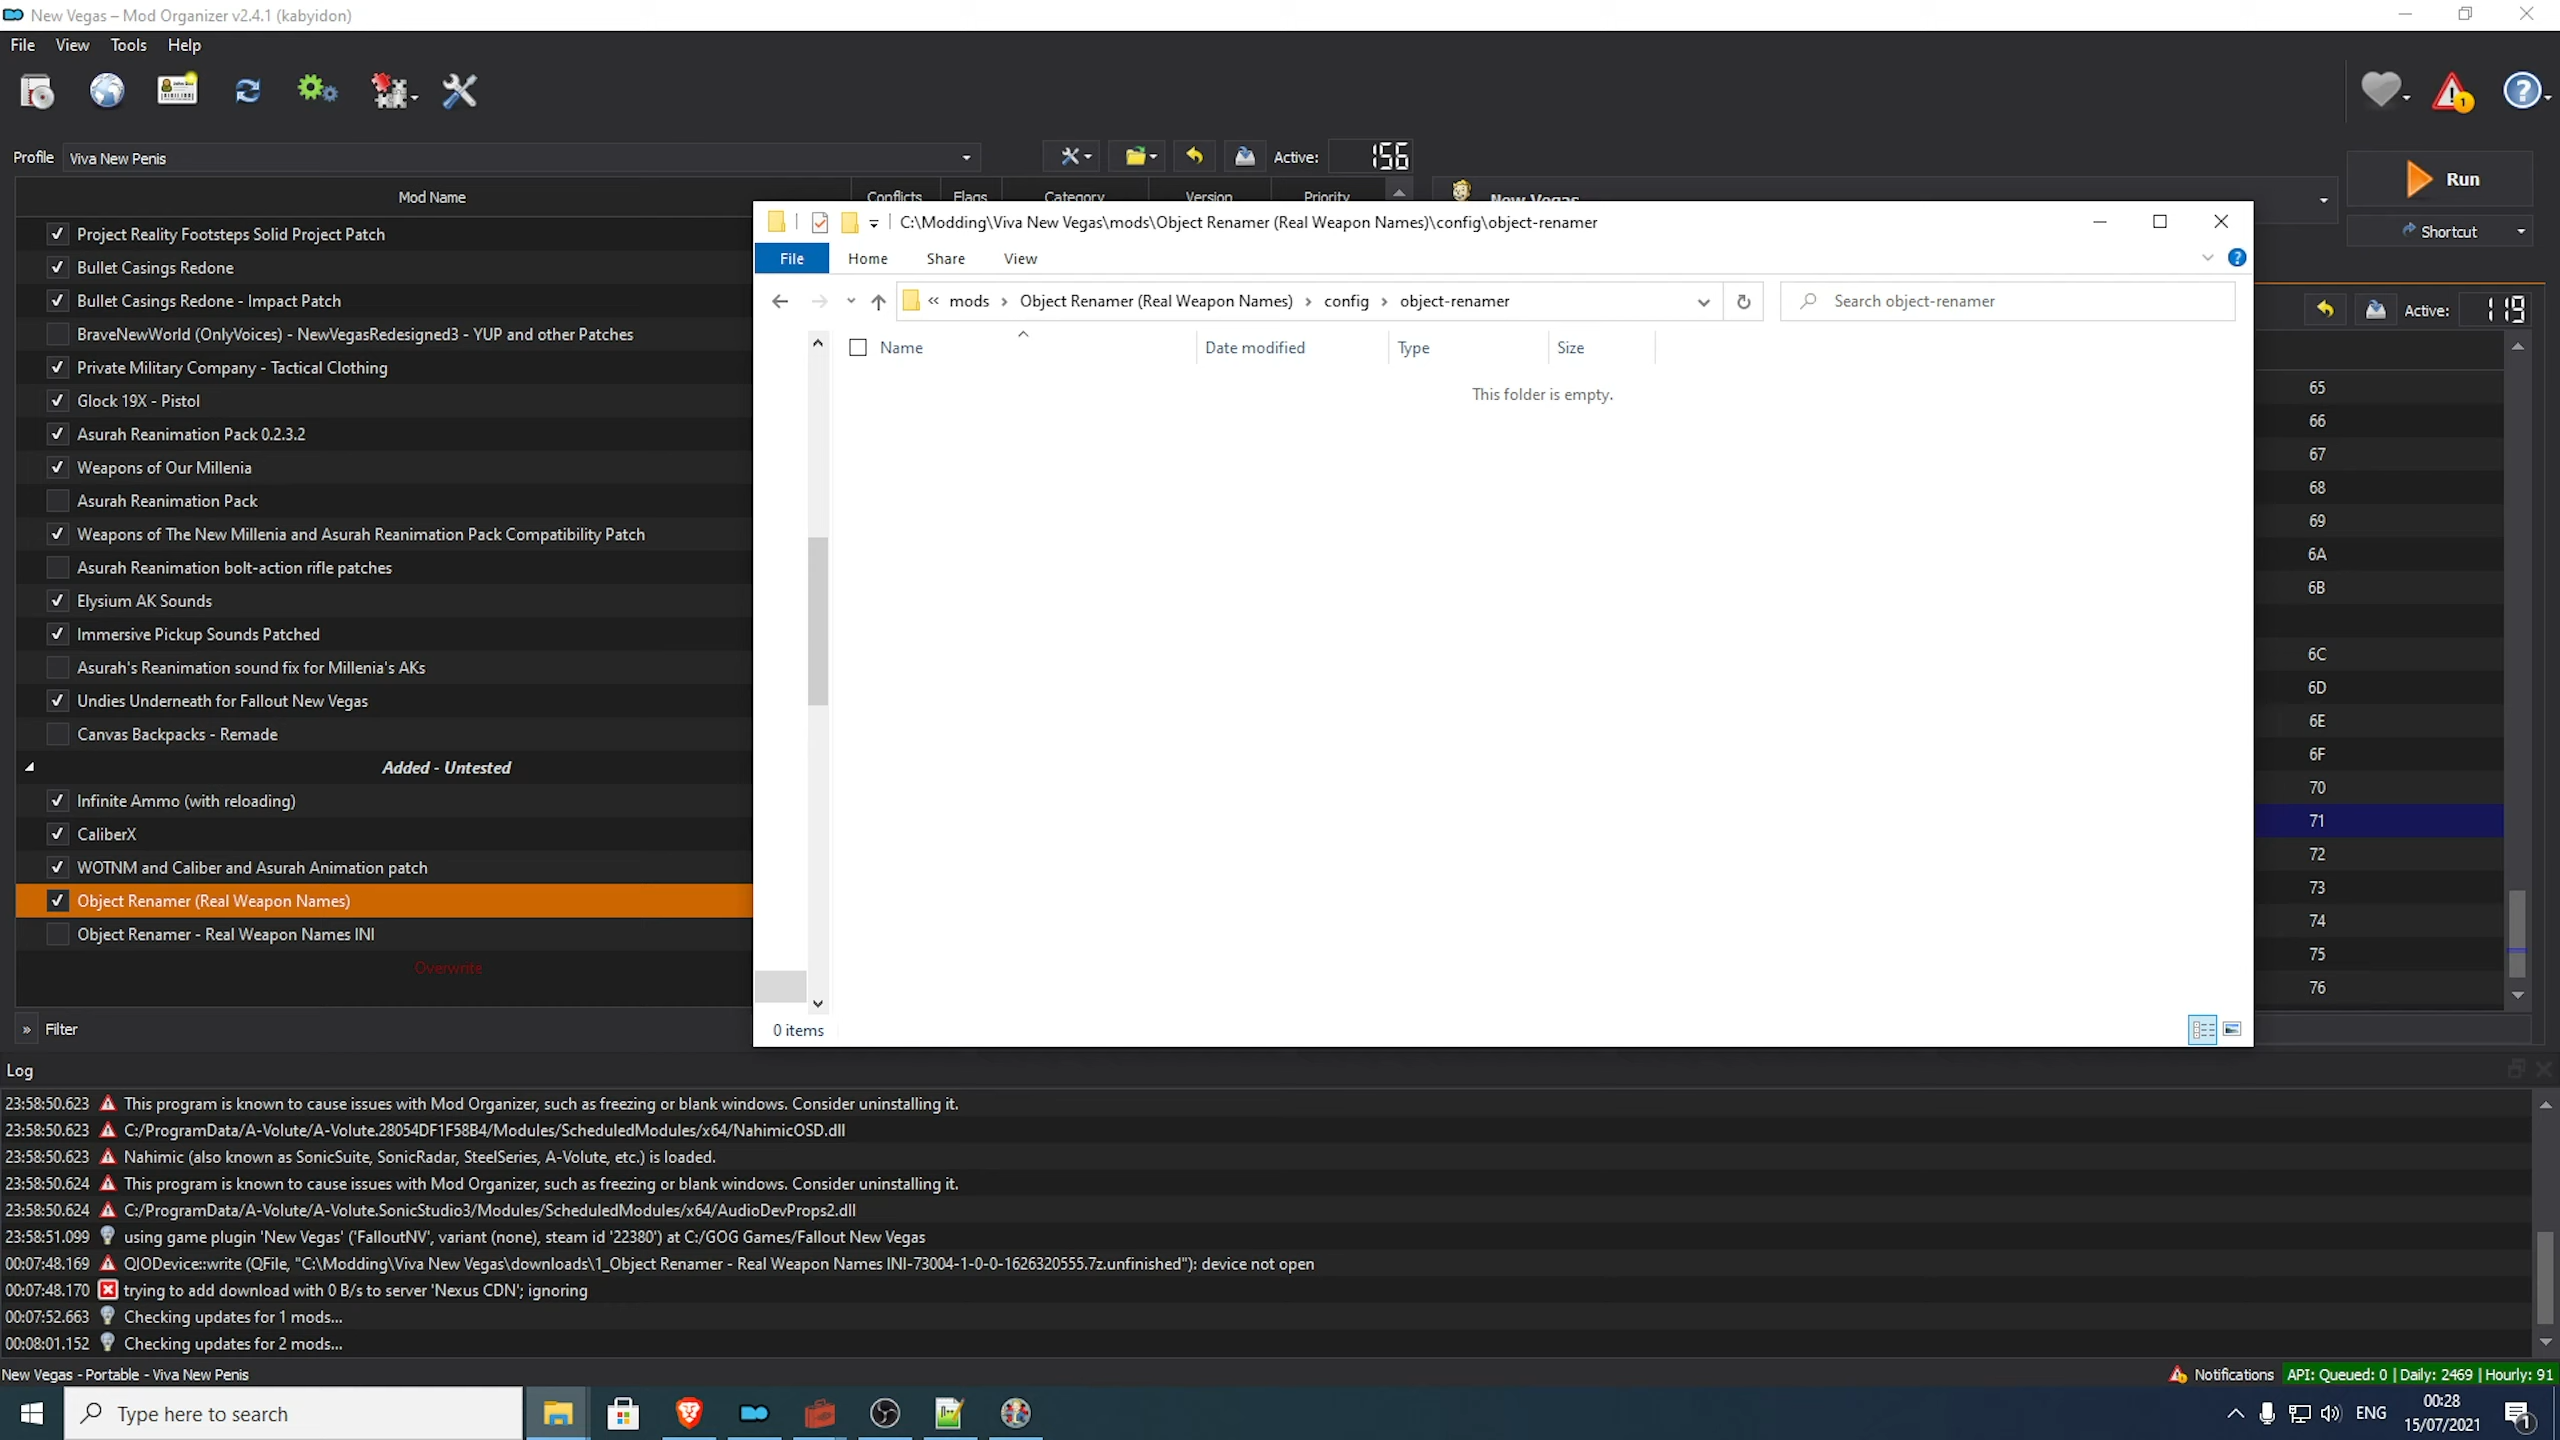 New Vegas – Mod Organizer v2.4.1 (kabyidon)
File View Tools Help
Profile Viva New Penis Active: 156
Mod Name Conflicts Flags Category Version Priority
New Vegas
Run
Shortcut
Project Reality Footsteps Solid Project Patch
Bullet Casings Redone
Bullet Casings Redone - Impact Patch
BraveNewWorld (OnlyVoices) - NewVegasRedesigned3 - YUP and other Patches
Private Military Company - Tactical Clothing
Glock 19X - Pistol
Asurah Reanimation Pack 0.2.3.2
Weapons of Our Millenia
Asurah Reanimation Pack
Weapons of The New Millenia and Asurah Reanimation Pack Compatibility Patch
Asurah Reanimation bolt-action rifle patches
Elysium AK Sounds
Immersive Pickup Sounds Patched
Asurah's Reanimation sound fix for Millenia's AKs
Undies Underneath for Fallout New Vegas
Canvas Backpacks - Remade
Added - Untested
Infinite Ammo (with reloading)
CaliberX
WOTNM and Caliber and Asurah Animation patch
Object Renamer (Real Weapon Names)
Object Renamer - Real Weapon Names INI
Overwrite
» Filter
C:\Modding\Viva New Vegas\mods\Object Renamer (Real Weapon Names)\config\object-renamer
File Home Share View
« mods › Object Renamer (Real Weapon Names) › config › object-renamer
Search object-renamer
Name Date modified Type Size
This folder is empty.
0 items
Active: 119
65
66
67
68
69
6A
6B
6C
6D
6E
6F
70
71
72
73
74
75
76
Log
23:58:50.623 This program is known to cause issues with Mod Organizer, such as freezing or blank windows. Consider uninstalling it.
23:58:50.623 C:/ProgramData/A-Volute/A-Volute.28054DF1F58B4/Modules/ScheduledModules/x64/NahimicOSD.dll
23:58:50.623 Nahimic (also known as SonicSuite, SonicRadar, SteelSeries, A-Volute, etc.) is loaded.
23:58:50.624 This program is known to cause issues with Mod Organizer, such as freezing or blank windows. Consider uninstalling it.
23:58:50.624 C:/ProgramData/A-Volute/A-Volute.SonicStudio3/Modules/ScheduledModules/x64/AudioDevProps2.dll
23:58:51.099 using game plugin 'New Vegas' ('FalloutNV', variant (none), steam id '22380') at C:/GOG Games/Fallout New Vegas
00:07:48.169 QIODevice::write (QFile, "C:\Modding\Viva New Vegas\downloads\1_Object Renamer - Real Weapon Names INI-73004-1-0-0-1626320555.7z.unfinished"): device not open
00:07:48.170 trying to add download with 0 B/s to server 'Nexus CDN'; ignoring
00:07:52.663 Checking updates for 1 mods...
00:08:01.152 Checking updates for 2 mods...
New Vegas - Portable - Viva New Penis
Notifications API: Queued: 0 | Daily: 2469 | Hourly: 91
Type here to search
ENG
00:28
15/07/2021
1